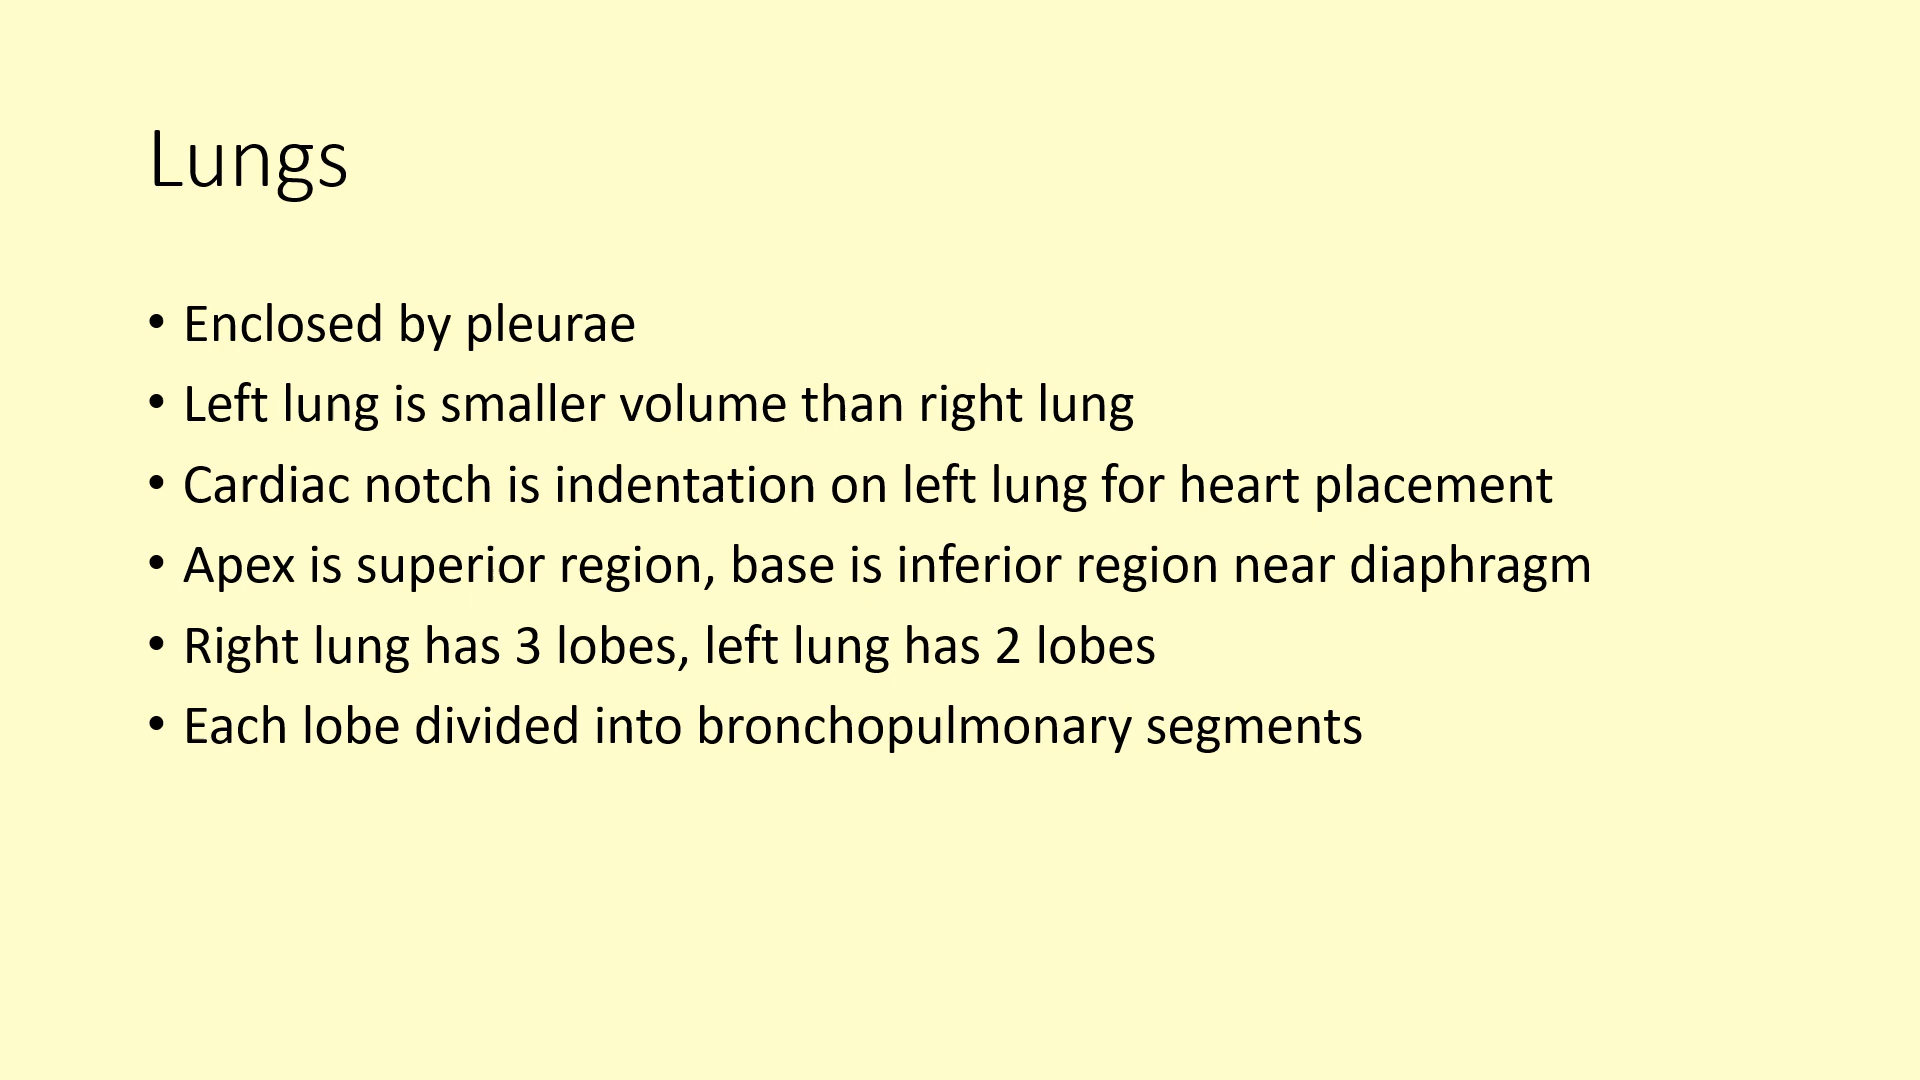 Lungs
• Enclosed by pleurae
• Left lung is smaller volume than right lung
• Cardiac notch is indentation on left lung for heart placement
• Apex is superior region, base is inferior region near diaphragm
• Right lung has 3 lobes, left lung has 2 lobes
• Each lobe divided into bronchopulmonary segments